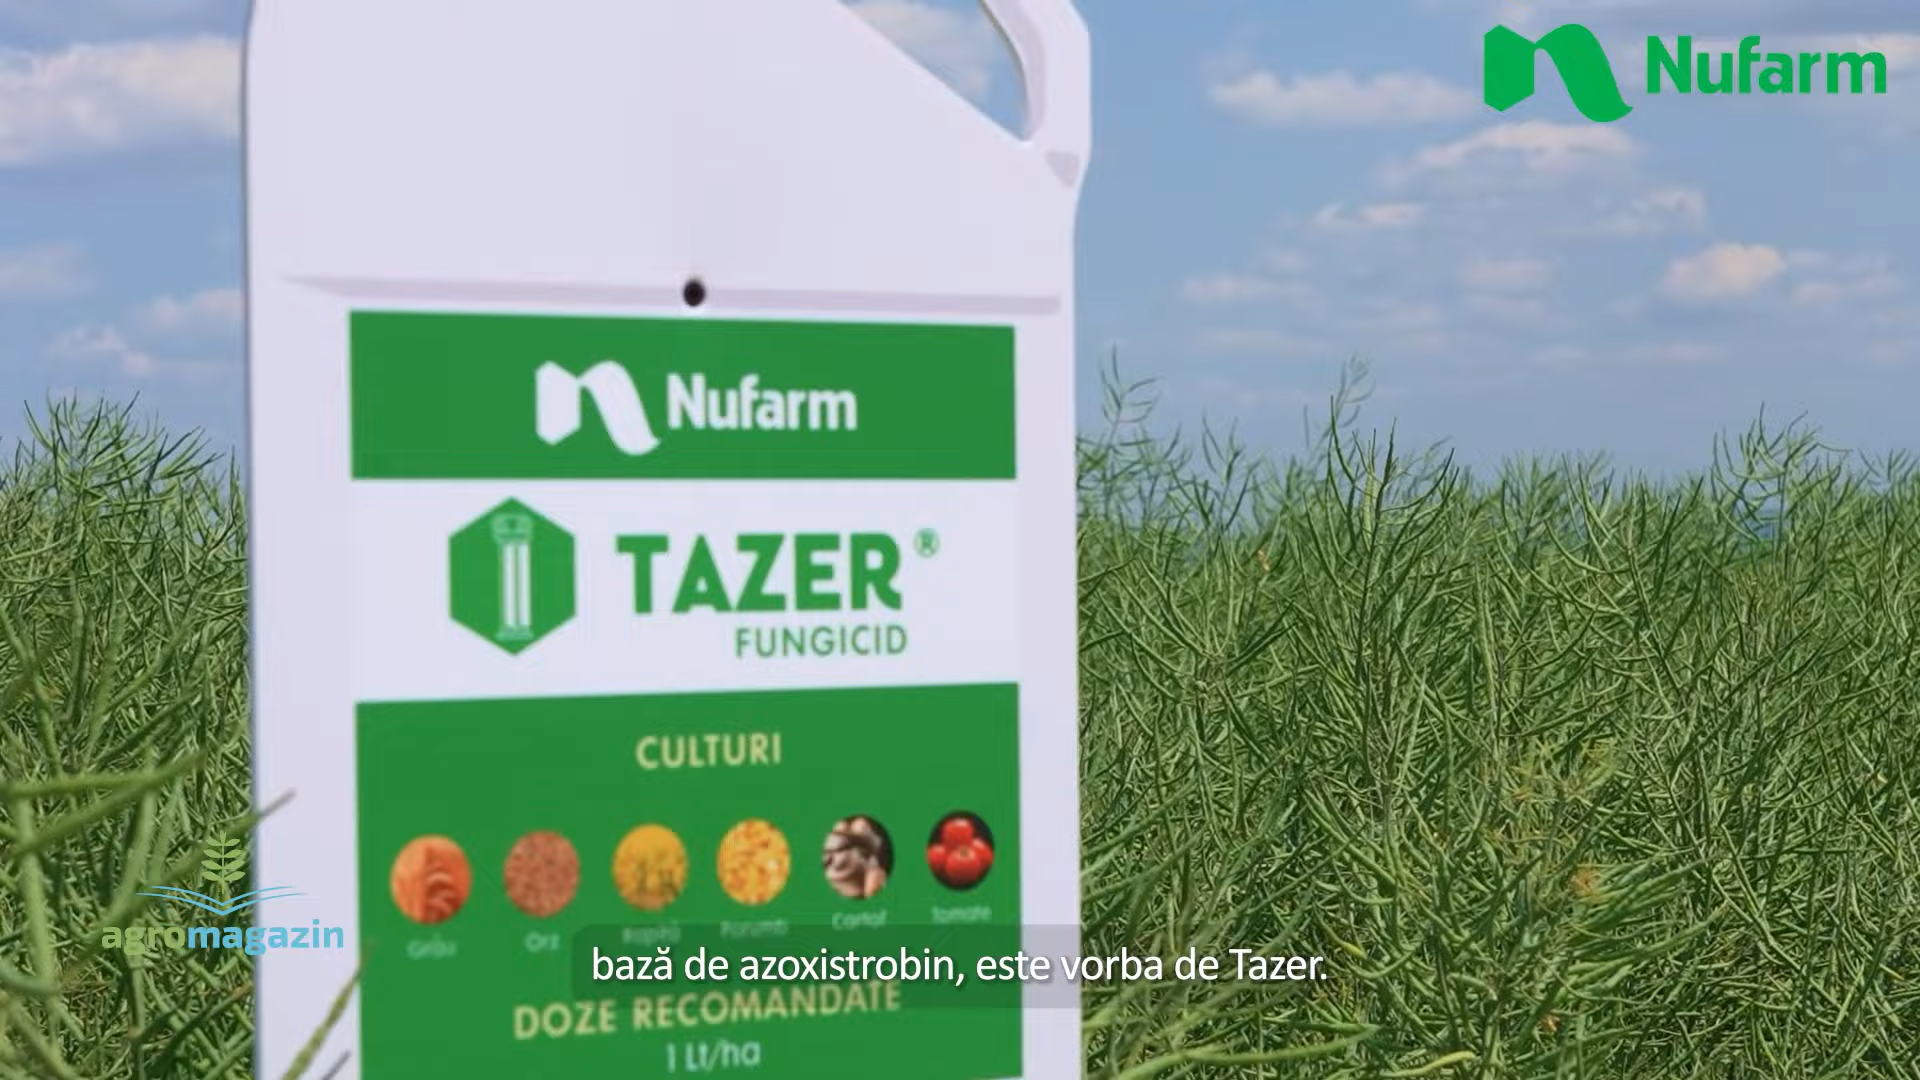 Nufarm
Nufarm
TAZER®
FUNGICID
CULTURI
Grâu Orz Rapiță Porumb Cartof Tomate
agromagazin
bază de azoxistrobin, este vorba de Tazer.
DOZE RECOMANDATE
1 Lt/ha